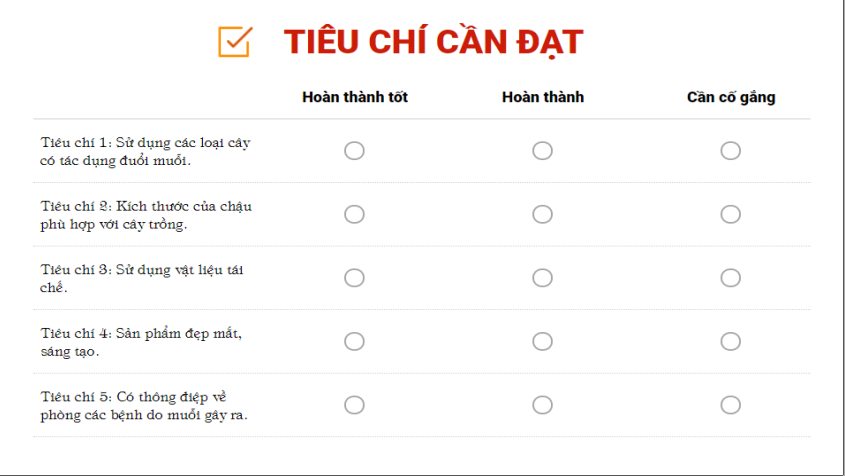 TIÊU CHÍ CẦN ĐẠT
Hoàn thành tốt Hoàn thành Cần cố gắng
Tiêu chí 1: Sử dụng các loại cây
có tác dụng đuổi muỗi.
Tiêu chí 2: Kích thước của chậu
phù hợp với cây trồng.
Tiêu chí 3: Sử dụng vật liệu tái
chế.
Tiêu chí 4: Sản phẩm đẹp mắt,
sáng tạo.
Tiêu chí 5: Có thông điệp về
phòng các bệnh do muỗi gây ra.